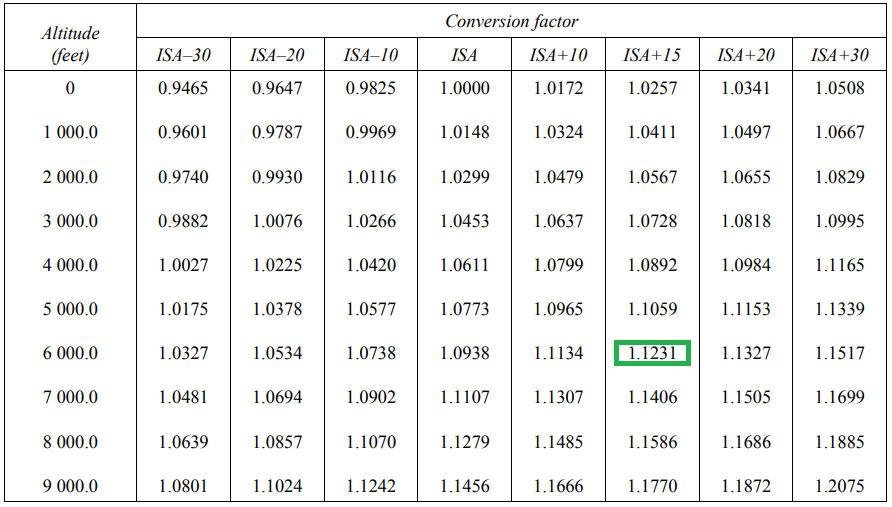 Altitude
(feet)
Conversion factor
ISA–30 ISA–20 ISA–10 ISA ISA+10 ISA+15 ISA+20 ISA+30
0 0.9465 0.9647 0.9825 1.0000 1.0172 1.0257 1.0341 1.0508
1 000.0 0.9601 0.9787 0.9969 1.0148 1.0324 1.0411 1.0497 1.0667
2 000.0 0.9740 0.9930 1.0116 1.0299 1.0479 1.0567 1.0655 1.0829
3 000.0 0.9882 1.0076 1.0266 1.0453 1.0637 1.0728 1.0818 1.0995
4 000.0 1.0027 1.0225 1.0420 1.0611 1.0799 1.0892 1.0984 1.1165
5 000.0 1.0175 1.0378 1.0577 1.0773 1.0965 1.1059 1.1153 1.1339
6 000.0 1.0327 1.0534 1.0738 1.0938 1.1134 1.1231 1.1327 1.1517
7 000.0 1.0481 1.0694 1.0902 1.1107 1.1307 1.1406 1.1505 1.1699
8 000.0 1.0639 1.0857 1.1070 1.1279 1.1485 1.1586 1.1686 1.1885
9 000.0 1.0801 1.1024 1.1242 1.1456 1.1666 1.1770 1.1872 1.2075